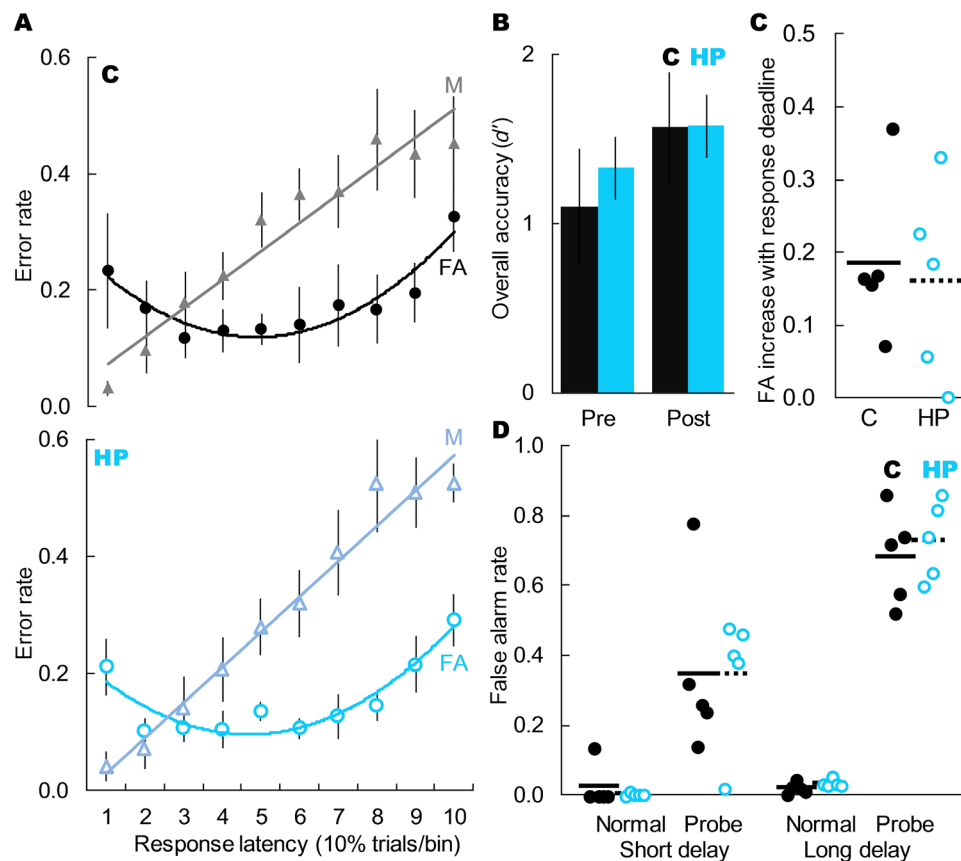 A
0.6
C
M
0.4
Error rate
0.2
FA
0.0
0.6
HP
M
0.4
Error rate
0.2
FA
0.0
1 2 3 4 5 6 7 8 9 10
Response latency (10% trials/bin)
B
C HP
2
Overall accuracy (d′)
1
0
Pre Post
C
0.5
0.4
0.3
0.2
0.1
0.0
FA increase with response deadline
C HP
D
1.0
C HP
0.8
0.6
False alarm rate
0.4
0.2
0.0
Normal Probe Normal Probe
Short delay Long delay